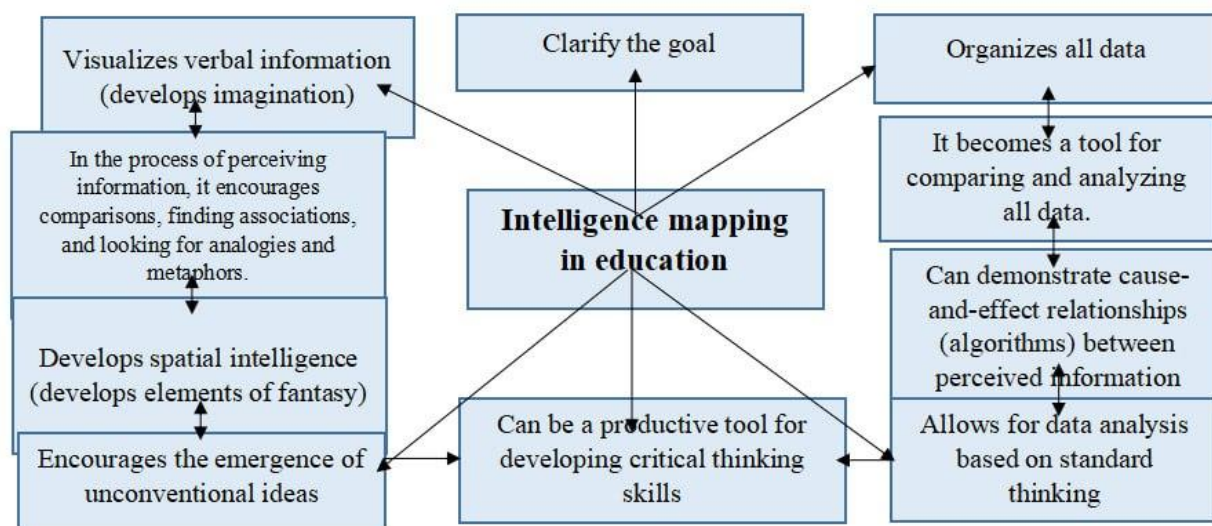 Visualizes verbal information
(develops imagination)
In the process of perceiving
information, it encourages
comparisons, finding associations,
and looking for analogies and
metaphors.
Develops spatial intelligence
(develops elements of fantasy)
Encourages the emergence of
unconventional ideas
Clarify the goal
Intelligence mapping
in education
Can be a productive tool for
developing critical thinking
skills
Organizes all data
It becomes a tool for
comparing and analyzing
all data.
Can demonstrate cause-
and-effect relationships
(algorithms) between
perceived information
Allows for data analysis
based on standard
thinking